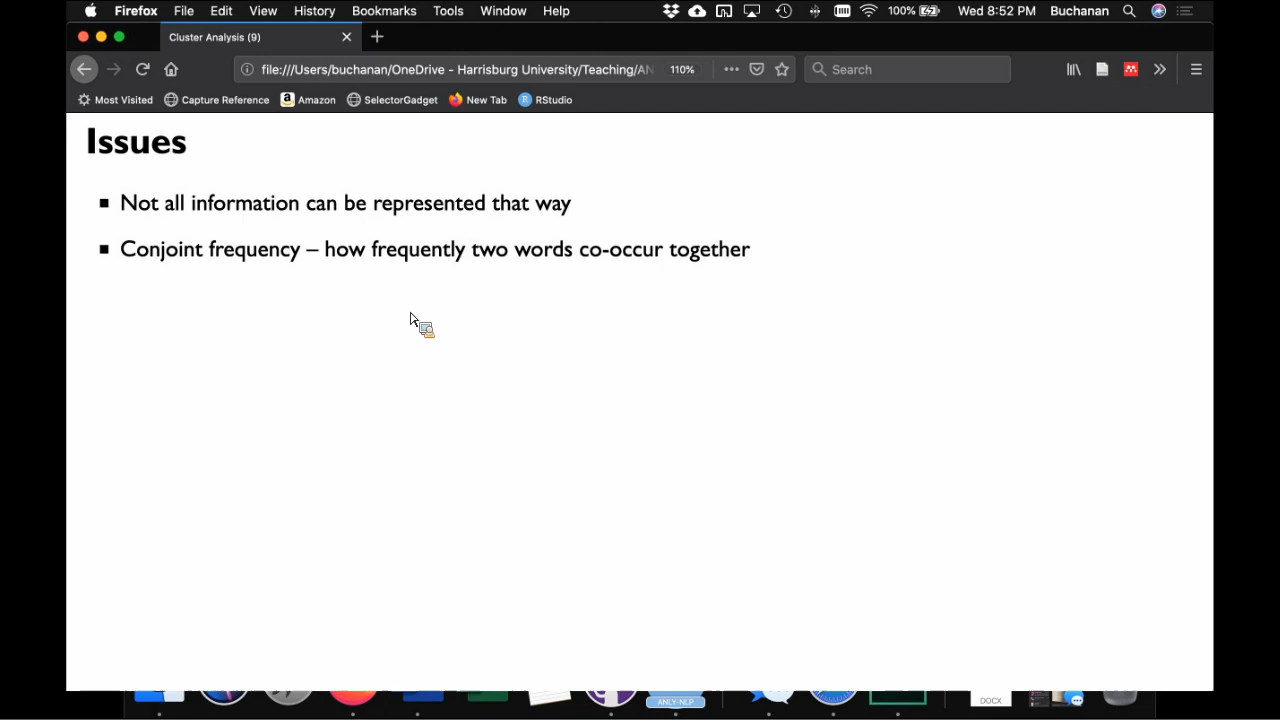 Firefox File Edit View History Bookmarks Tools Window Help 100% Wed 8:52 PM Buchanan
Cluster Analysis (9)
file:///Users/buchanan/OneDrive - Harrisburg University/Teaching/AN 110% Search
Most Visited Capture Reference Amazon SelectorGadget New Tab RStudio
Issues
Not all information can be represented that way
Conjoint frequency – how frequently two words co-occur together
ANLY-NLP
DOCX